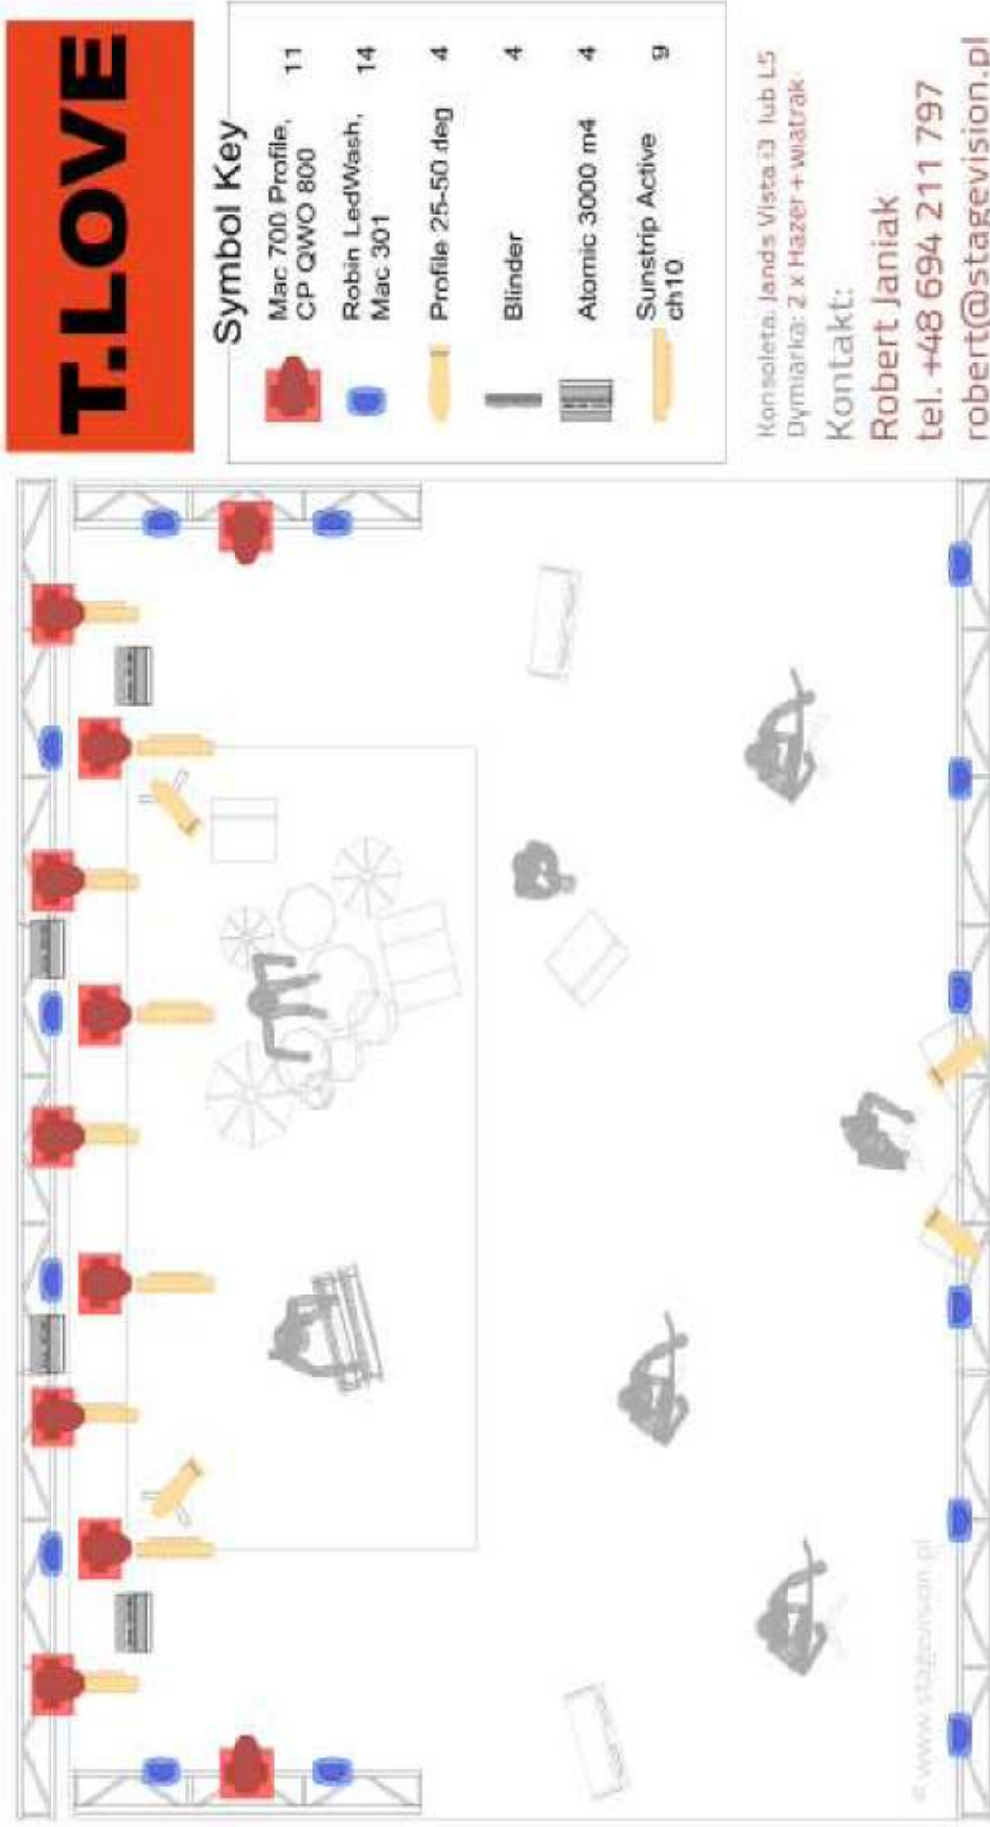 T.LOVE
Symbol Key
Mac 700 Profile, 11
CP QWO 800
Robin LedWash, 14
Mac 301
Profile 25-50 deg 4
Blinder 4
Atomic 3000 m4 4
Sunstrip Active 9
ch10
Konsoleta: Jands Vista lub L5
Dymiarka: 2 x Hazer + wiatrak
Kontakt:
Robert Janiak
tel. +48 694 211 797
robert@stagevision.pl
www.stagevision.pl